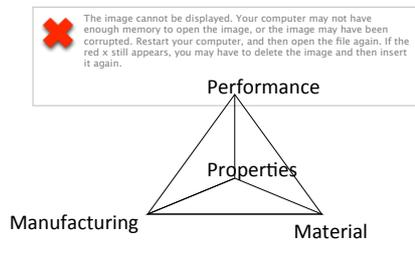 The image cannot be displayed. Your computer may not have
enough memory to open the image, or the image may have been
corrupted. Restart your computer, and then open the file again. If the
red x still appears, you may have to delete the image and then insert
it again.
Performance
Properties
Manufacturing
Material